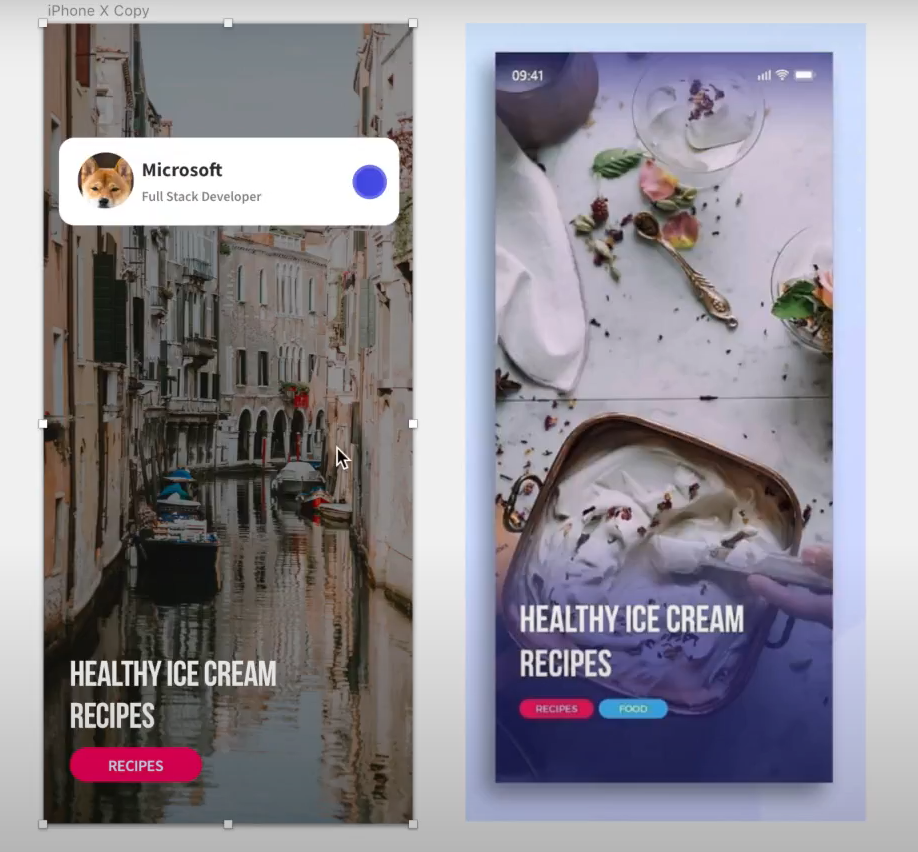 iPhone X Copy
Microsoft
Full Stack Developer
HEALTHY ICE CREAM
RECIPES
RECIPES
09:41
HEALTHY ICE CREAM
RECIPES
RECIPES FOOD